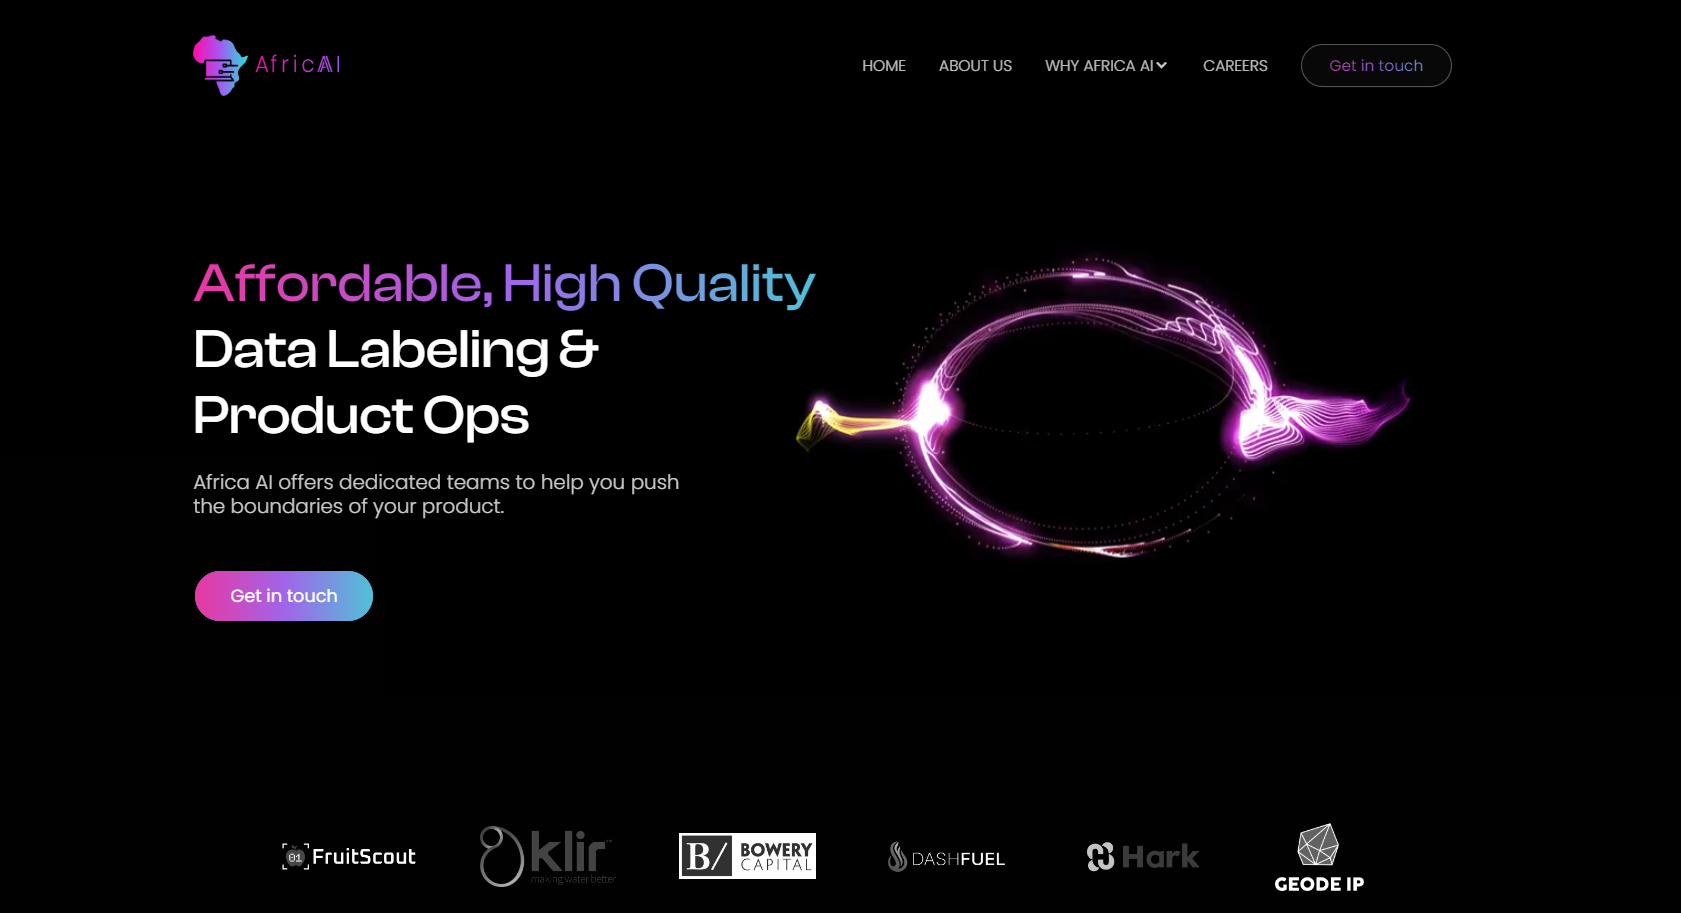 AfricAI
HOME
ABOUT US
WHY AFRICA AI
CAREERS
Get in touch
Affordable, High Quality
Data Labeling &
Product Ops
Africa AI offers dedicated teams to help you push
the boundaries of your product.
Get in touch
01 FruitScout
klir
making water better
B/ BOWERY
CAPITAL
DASHFUEL
Hark
GEODE IP